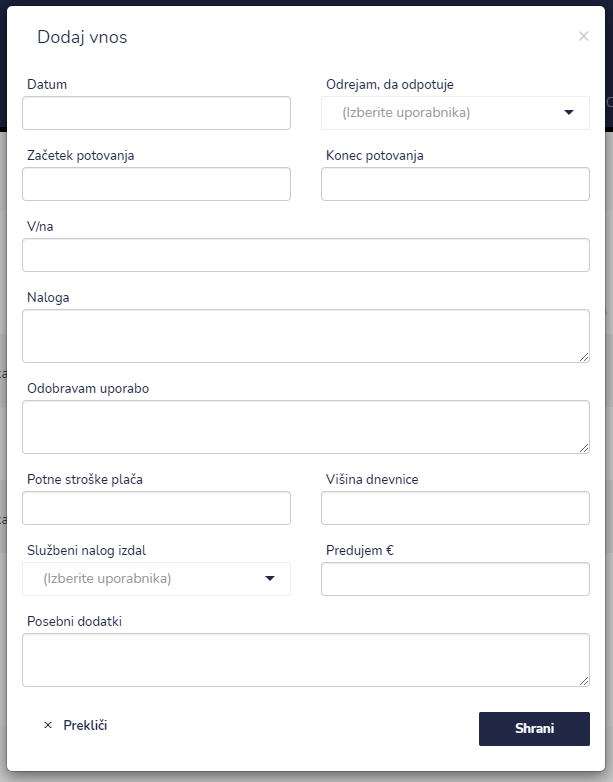 Dodaj vnos
×
Datum
Odrejam, da odpotuje
(Izberite uporabnika)
Začetek potovanja
Konec potovanja
V/na
Naloga
Odobravam uporabo
Potne stroške plača
Višina dnevnice
Službeni nalog izdal
Predujem €
(Izberite uporabnika)
Posebni dodatki
× Prekliči
Shrani